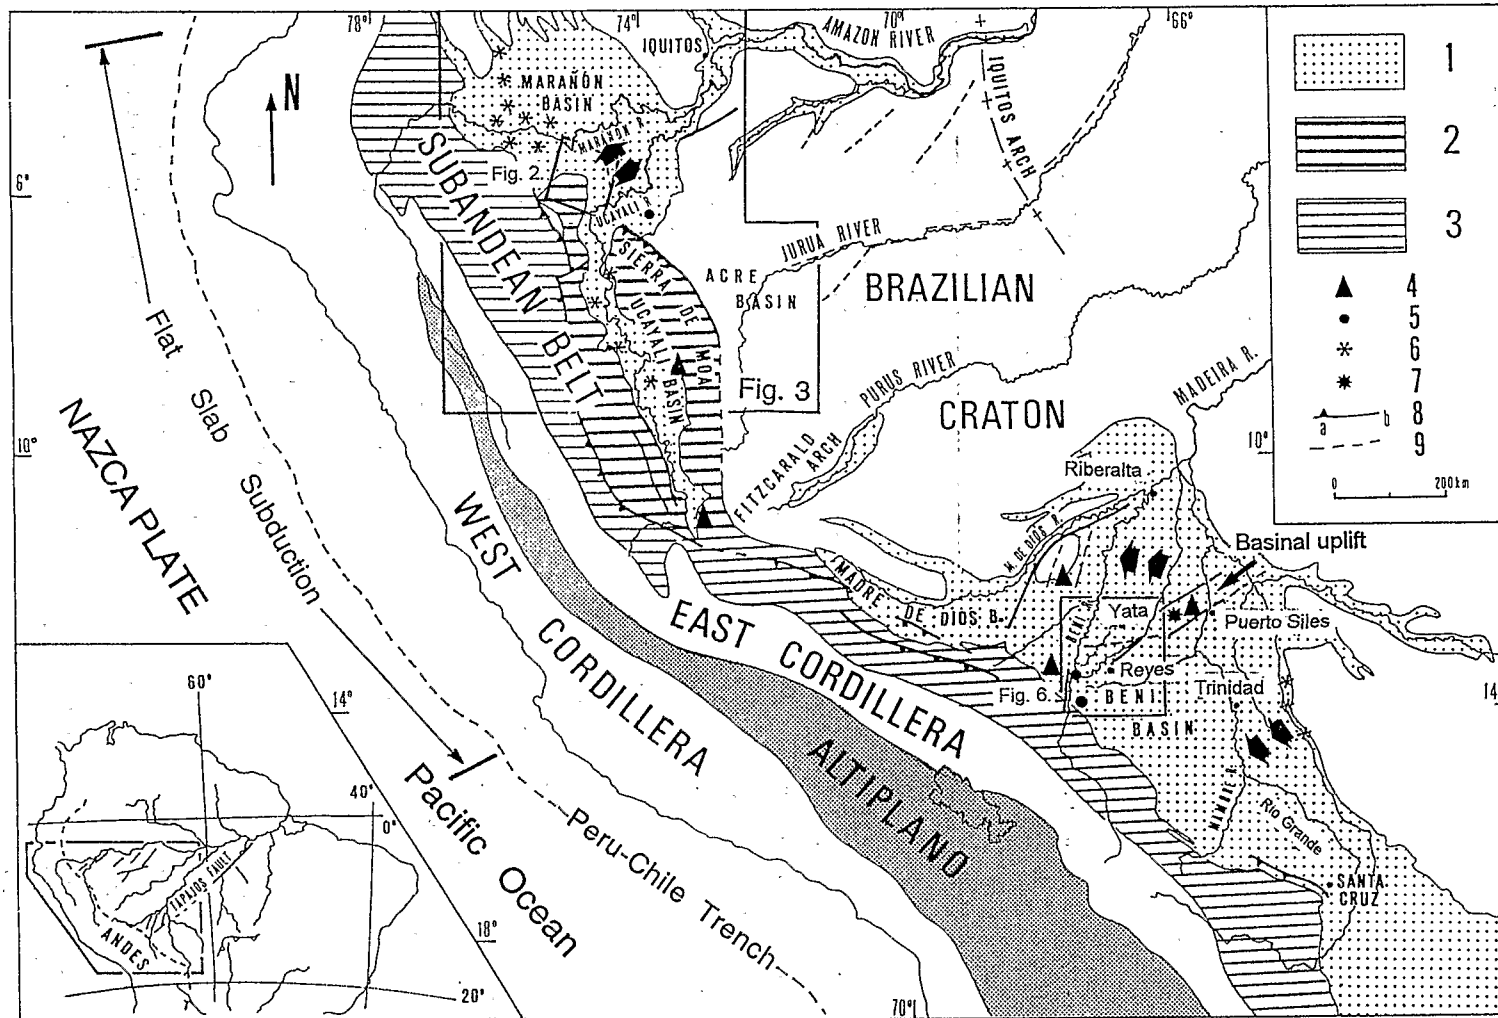 78°
74°
70°
66°
N
IQUITOS
AMAZON RIVER
MARAÑÓN
BASIN
MARAÑON R.
IQUITOS ARCH
Fig. 2
6°
UCAYALI R.
SUBANDEAN BELT
SIERRA DE MOA
UCAYALI BASIN
ACRE
BASIN
JURUA RIVER
BRAZILIAN
CRATON
Fig. 3
PURUS RIVER
MADEIRA R.
FITZCARALD
ARCH
10°
10°
Flat Slab Subduction
NAZCA PLATE
WEST CORDILLERA
EAST CORDILLERA
ALTIPLANO
Riberalta
M. DE DIOS R.
MADRE DE DIOS B.
Basinal uplift
BENI R.
Yata
Puerto Siles
Reyes
Fig. 6
BENI
BASIN
Trinidad
14°
14
MIMORE R.
Rio Grande
SANTA
CRUZ
Pacific Ocean
Peru-Chile Trench
18°
70°
60°
40°
0°
TAPAJOS FAULT
ANDES
20°
1
2
3
4
5
6
7
a b 8
9
0 200km